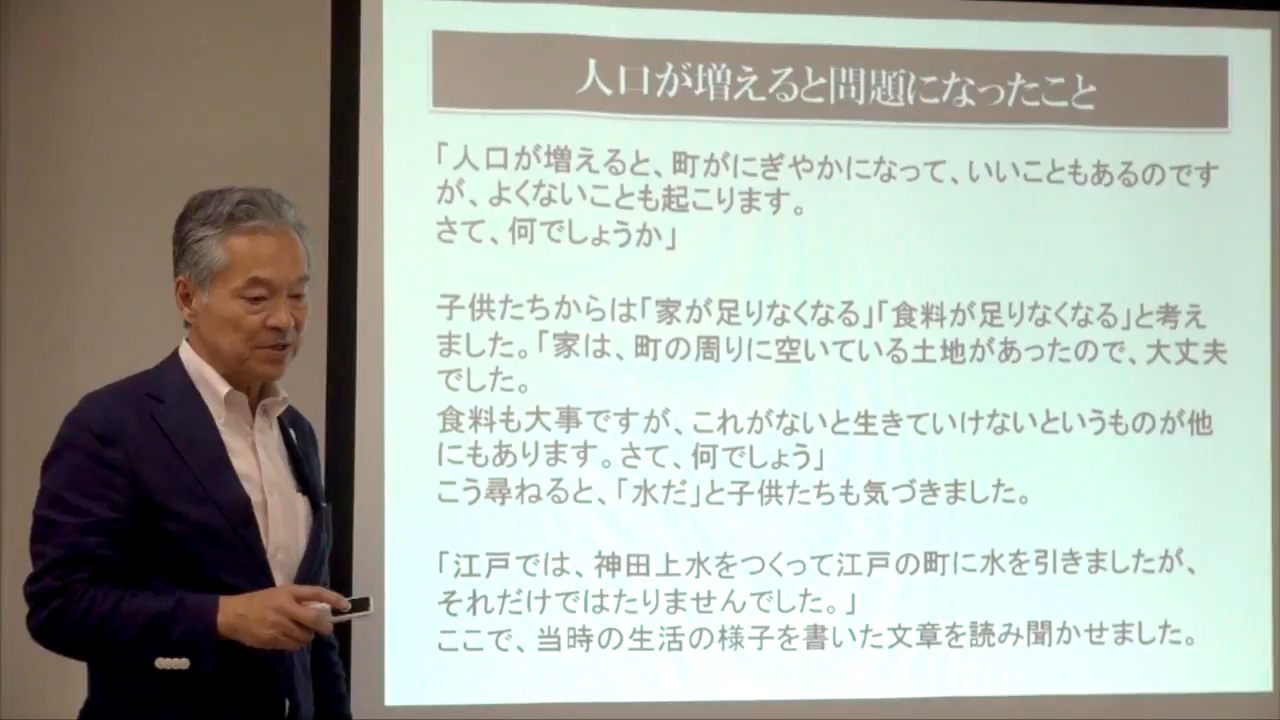 人口が増えると問題になったこと
「人口が増えると、町がにぎやかになって、いいこともあるのです
が、よくないことも起こります。
さて、何でしょうか」
子供たちからは「家が足りなくなる」「食料が足りなくなる」と考え
ました。「家は、町の周りに空いている土地があったので、大丈夫
でした。
食料も大事ですが、これがないと生きていけないというものが他
にもあります。さて、何でしょう」
こう尋ねると、「水だ」と子供たちも気づきました。
「江戸では、神田上水をつくって江戸の町に水を引きましたが、
それだけではたりませんでした。」
ここで、当時の生活の様子を書いた文章を読み聞かせました。